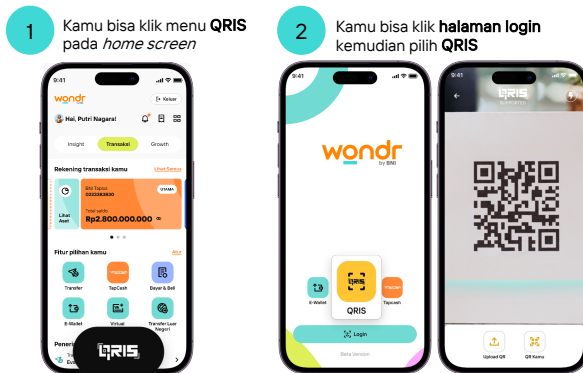 1
Kamu bisa klik menu QRIS
pada home screen
9:41
wondr
Keluar
Hai, Putri Nagara!
Insight
Transaksi
Growth
Rekening transaksi kamu
Lihat Semua
Lihat
Aset
BNI Taplus
UTAMA
Total saldo
Rp2.800.000.000
Fitur pilihan kamu
Atur
Transfer
TapCash
Bayar & Beli
E-Wallet
Virtual
Transfer Luar
Negeri
QRIS
2
Kamu bisa klik halaman login
kemudian pilih QRIS
9:41
wondr
by BNI
E-Wallet
QRIS
Tapcash
Login
Beta Version
9:41
QRIS
SUPPORTED
Upload QR
QR Kamu